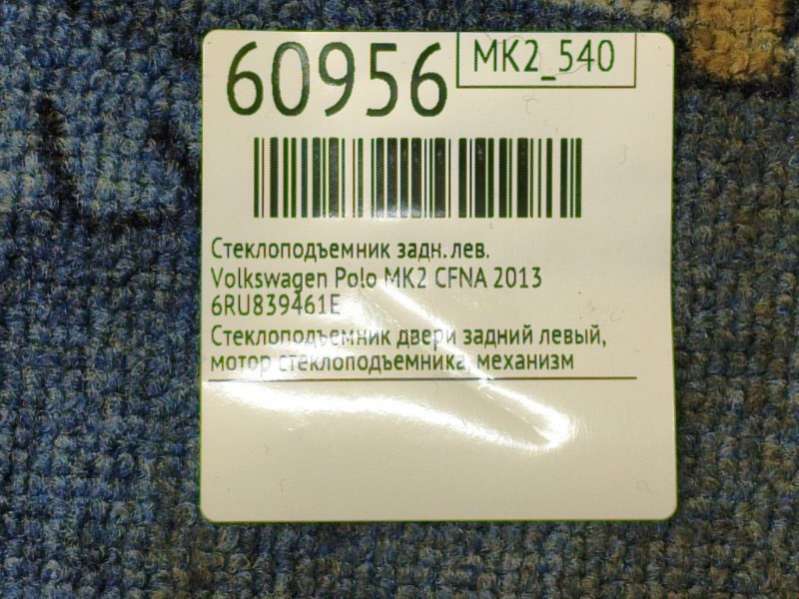 60956
MK2_540
Стеклоподъемник задн. лев.
Volkswagen Polo MK2 CFNA 2013
6RU839461E
Стеклоподъемник двери задний левый,
мотор стеклоподъемника, механизм